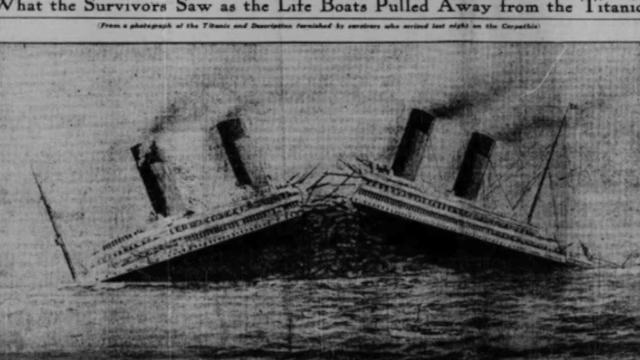 What the Survivors Saw as the Life Boats Pulled Away from the Titanic
(From a photograph of the Titanic and Description furnished by survivors who arrived last night on the Carpathia)